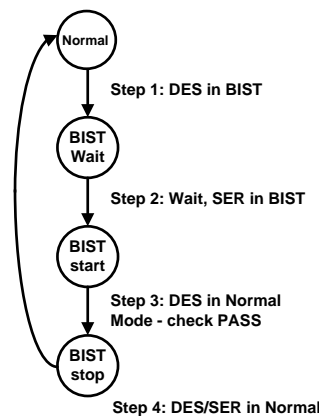 Normal
Step 1: DES in BIST
BIST
Wait
Step 2: Wait, SER in BIST
BIST
start
Step 3: DES in Normal
Mode - check PASS
BIST
stop
Step 4: DES/SER in Normal